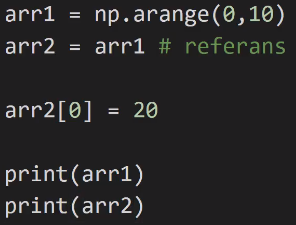 arr1 = np.arange(0,10)
arr2 = arr1 # referans
arr2[0] = 20
print(arr1)
print(arr2)